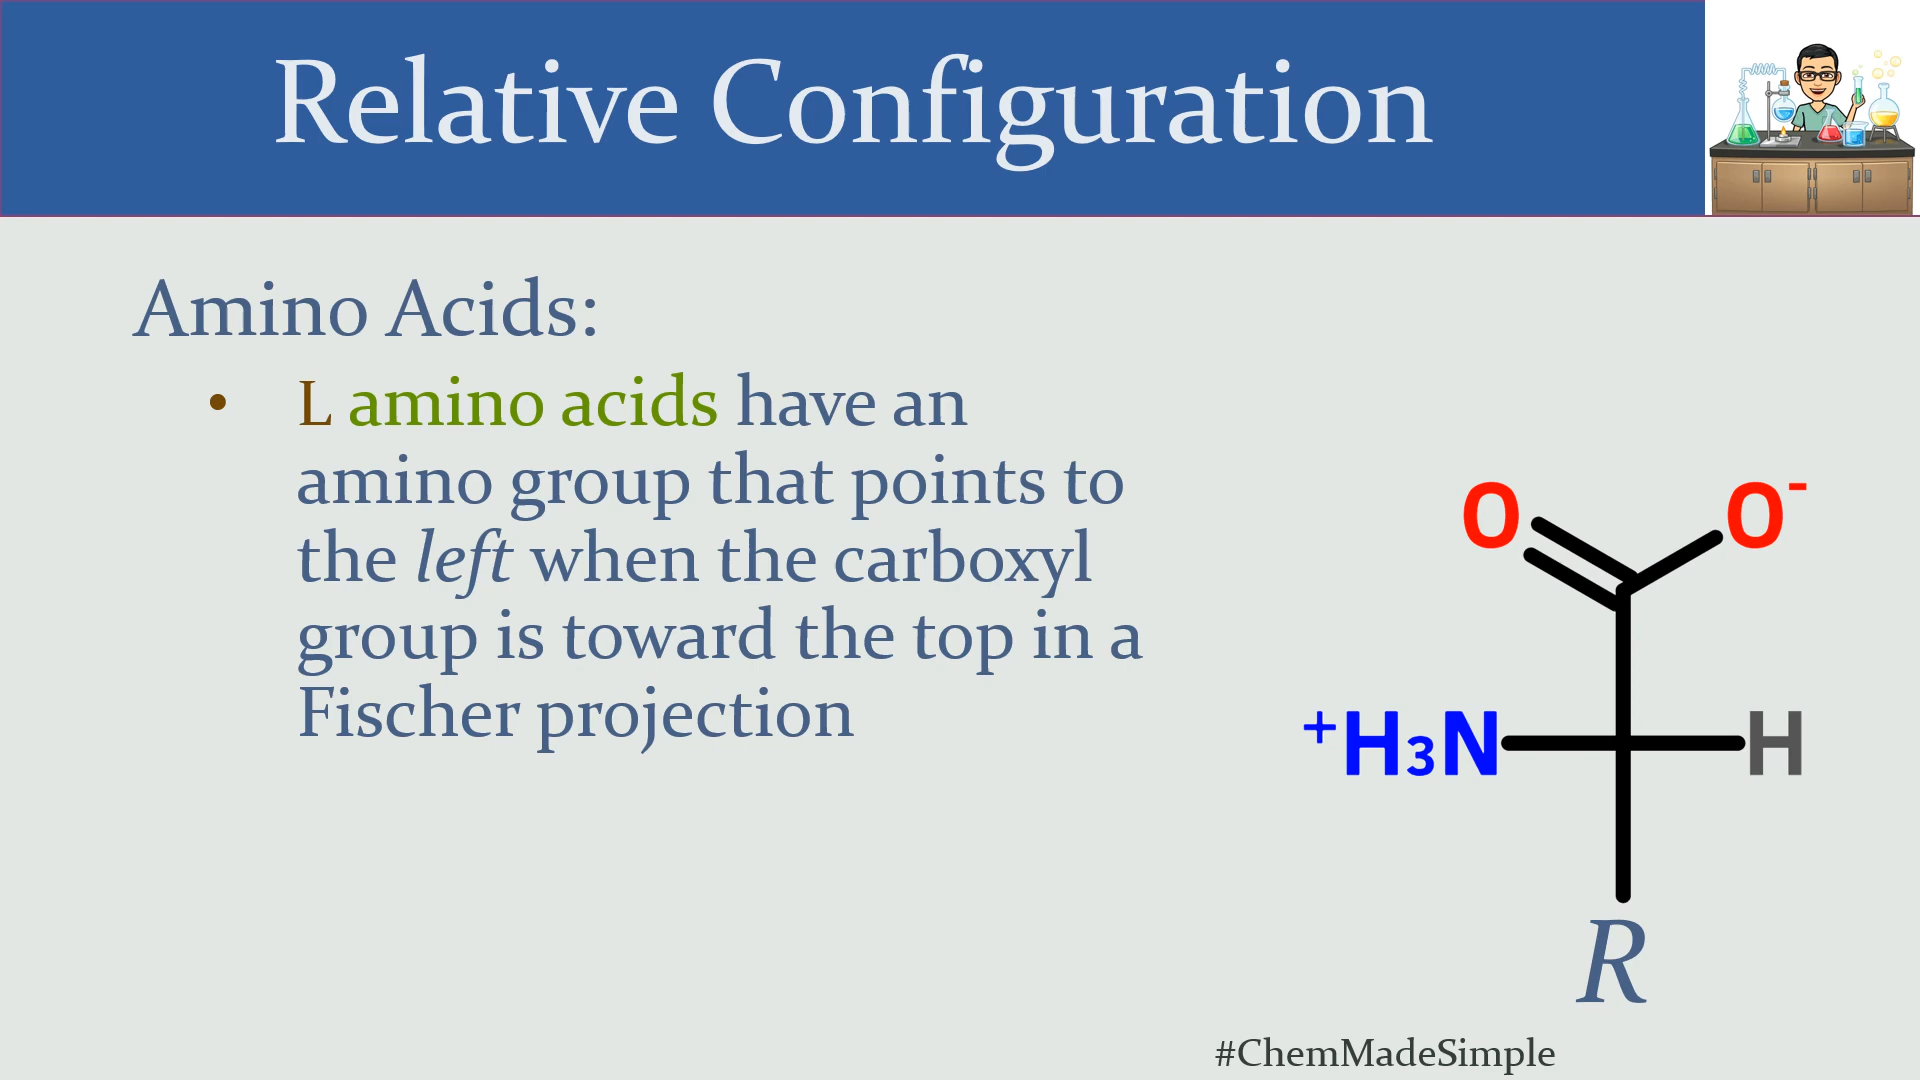 Relative Configuration
Amino Acids:
• L amino acids have an
amino group that points to
the left when the carboxyl
group is toward the top in a
Fischer projection
O O⁻
⁺H₃N H
R
#ChemMadeSimple